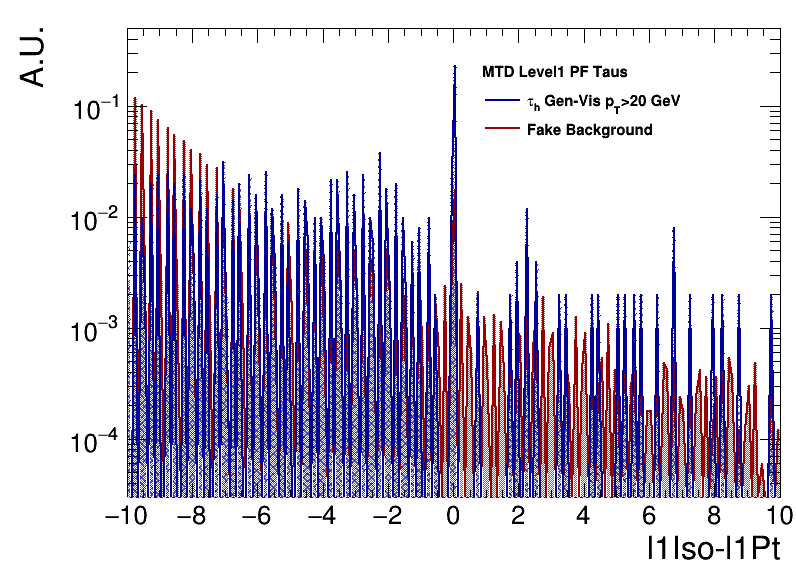 A.U.
MTD Level1 PF Taus
τh Gen-Vis pT>20 GeV
Fake Background
10−1
10−2
10−3
10−4
−10 −8 −6 −4 −2 0 2 4 6 8 10
l1Iso-l1Pt